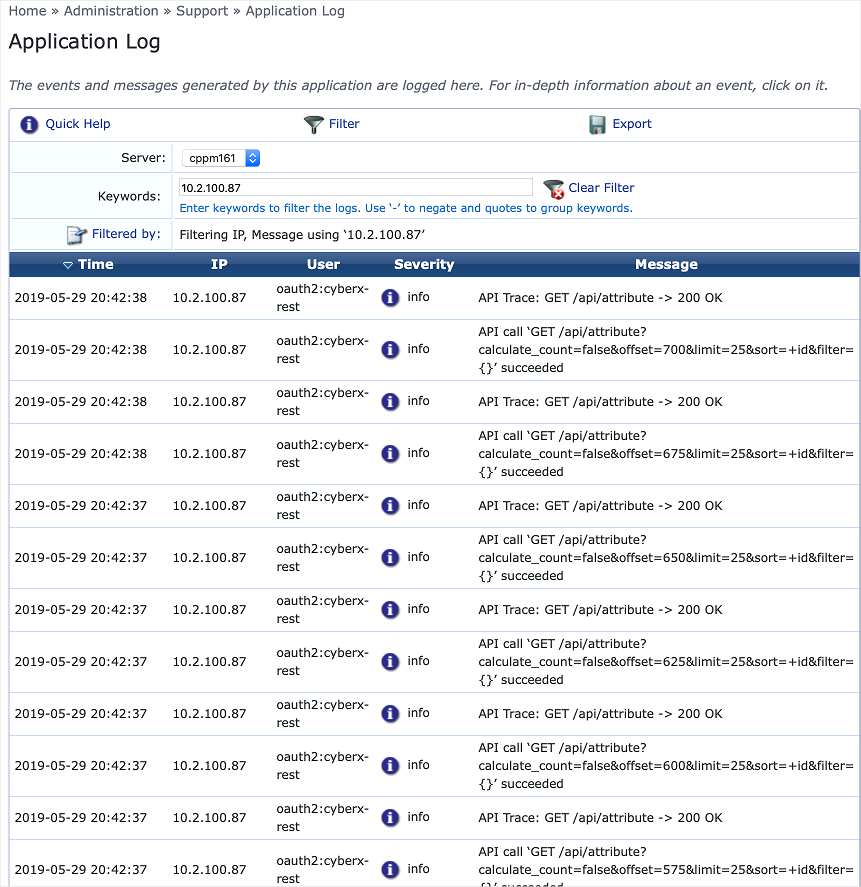 Home » Administration » Support » Application Log
Application Log
The events and messages generated by this application are logged here. For in-depth information about an event, click on it.
Quick Help
Filter
Export
Server: cppm161
Keywords: 10.2.100.87 Clear Filter
Enter keywords to filter the logs. Use ‘-’ to negate and quotes to group keywords.
Filtered by: Filtering IP, Message using ‘10.2.100.87’
Time IP User Severity Message
2019-05-29 20:42:38 10.2.100.87 oauth2:cyberx-
rest info API Trace: GET /api/attribute -> 200 OK
2019-05-29 20:42:38 10.2.100.87 oauth2:cyberx-
rest info API call ‘GET /api/attribute?
calculate_count=false&offset=700&limit=25&sort=+id&filter=
{}’ succeeded
2019-05-29 20:42:38 10.2.100.87 oauth2:cyberx-
rest info API Trace: GET /api/attribute -> 200 OK
2019-05-29 20:42:38 10.2.100.87 oauth2:cyberx-
rest info API call ‘GET /api/attribute?
calculate_count=false&offset=675&limit=25&sort=+id&filter=
{}’ succeeded
2019-05-29 20:42:37 10.2.100.87 oauth2:cyberx-
rest info API Trace: GET /api/attribute -> 200 OK
2019-05-29 20:42:37 10.2.100.87 oauth2:cyberx-
rest info API call ‘GET /api/attribute?
calculate_count=false&offset=650&limit=25&sort=+id&filter=
{}’ succeeded
2019-05-29 20:42:37 10.2.100.87 oauth2:cyberx-
rest info API Trace: GET /api/attribute -> 200 OK
2019-05-29 20:42:37 10.2.100.87 oauth2:cyberx-
rest info API call ‘GET /api/attribute?
calculate_count=false&offset=625&limit=25&sort=+id&filter=
{}’ succeeded
2019-05-29 20:42:37 10.2.100.87 oauth2:cyberx-
rest info API Trace: GET /api/attribute -> 200 OK
2019-05-29 20:42:37 10.2.100.87 oauth2:cyberx-
rest info API call ‘GET /api/attribute?
calculate_count=false&offset=600&limit=25&sort=+id&filter=
{}’ succeeded
2019-05-29 20:42:37 10.2.100.87 oauth2:cyberx-
rest info API Trace: GET /api/attribute -> 200 OK
2019-05-29 20:42:37 10.2.100.87 oauth2:cyberx-
rest info API call ‘GET /api/attribute?
calculate_count=false&offset=575&limit=25&sort=+id&filter=